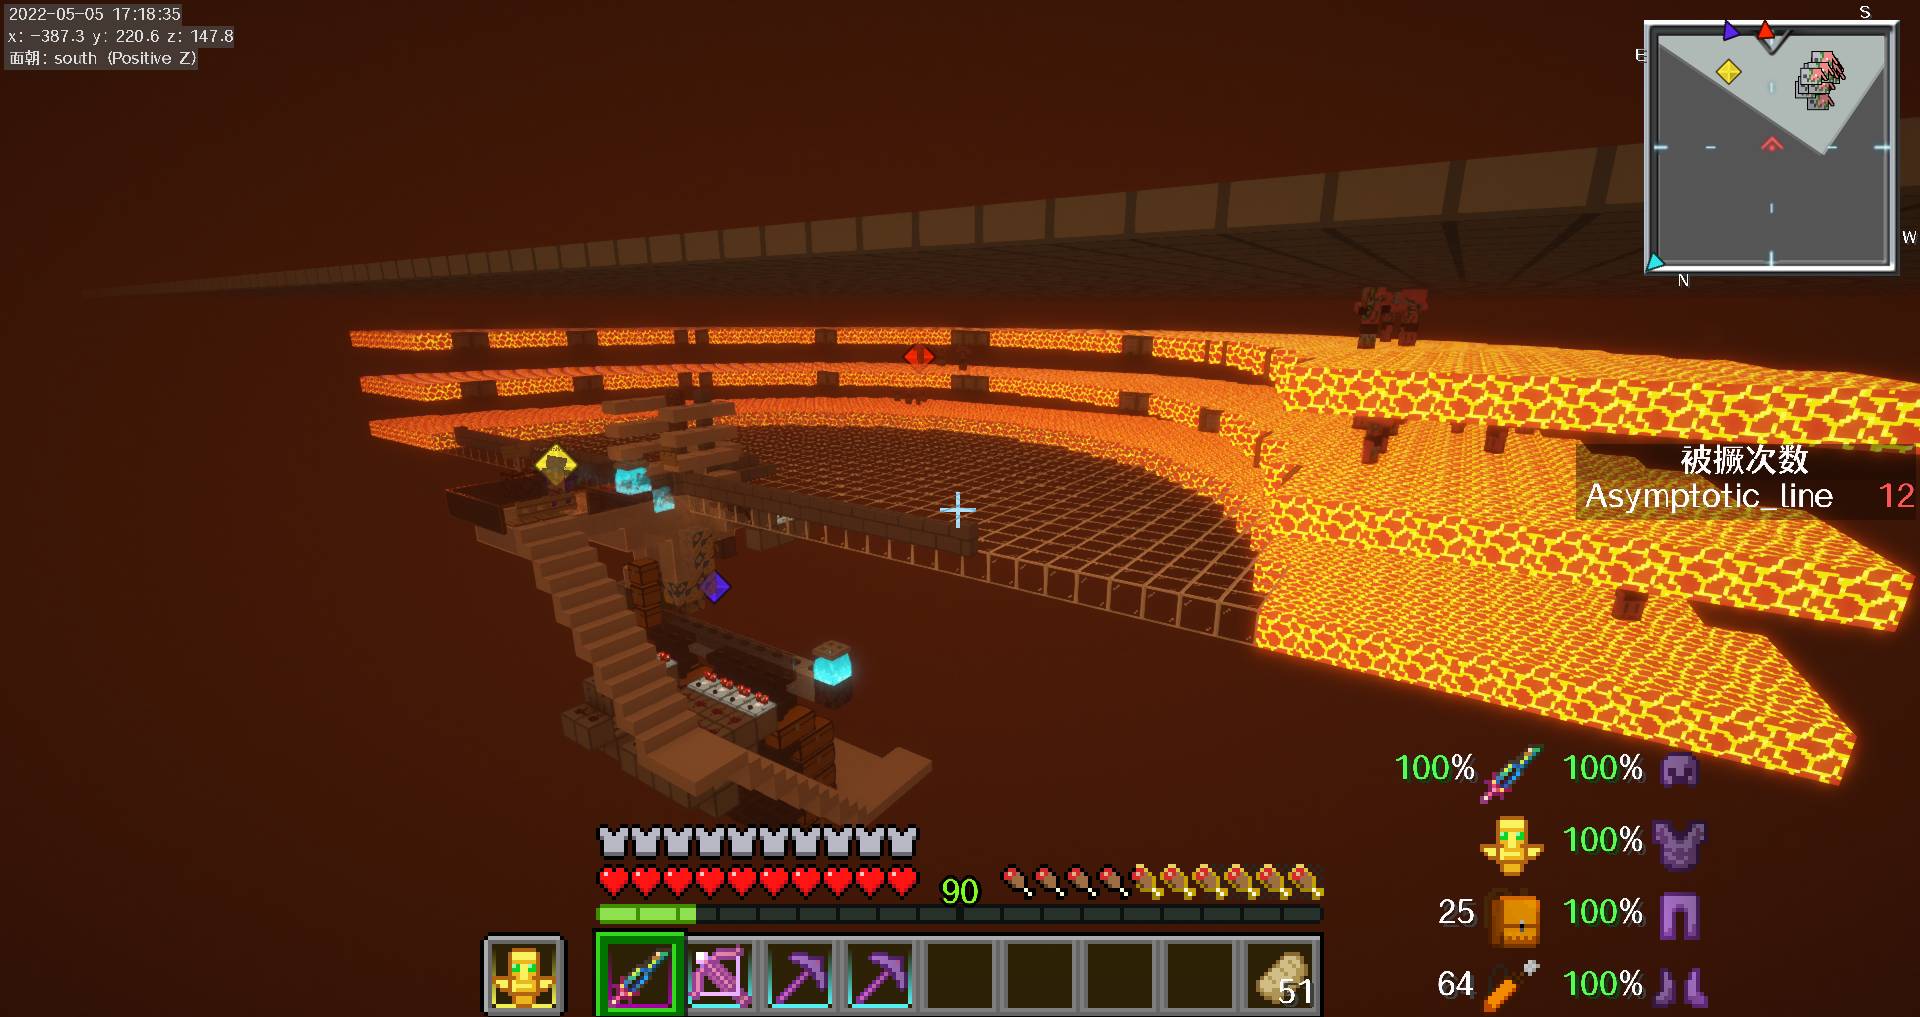 2022-05-05 17:18:35
x: -387.3 y: 220.6 z: 147.8
面朝: south (Positive Z)
S
E
W
N
被撅次数
Asymptotic_line 12
100% 100%
100%
25 100%
64 100%
90
51